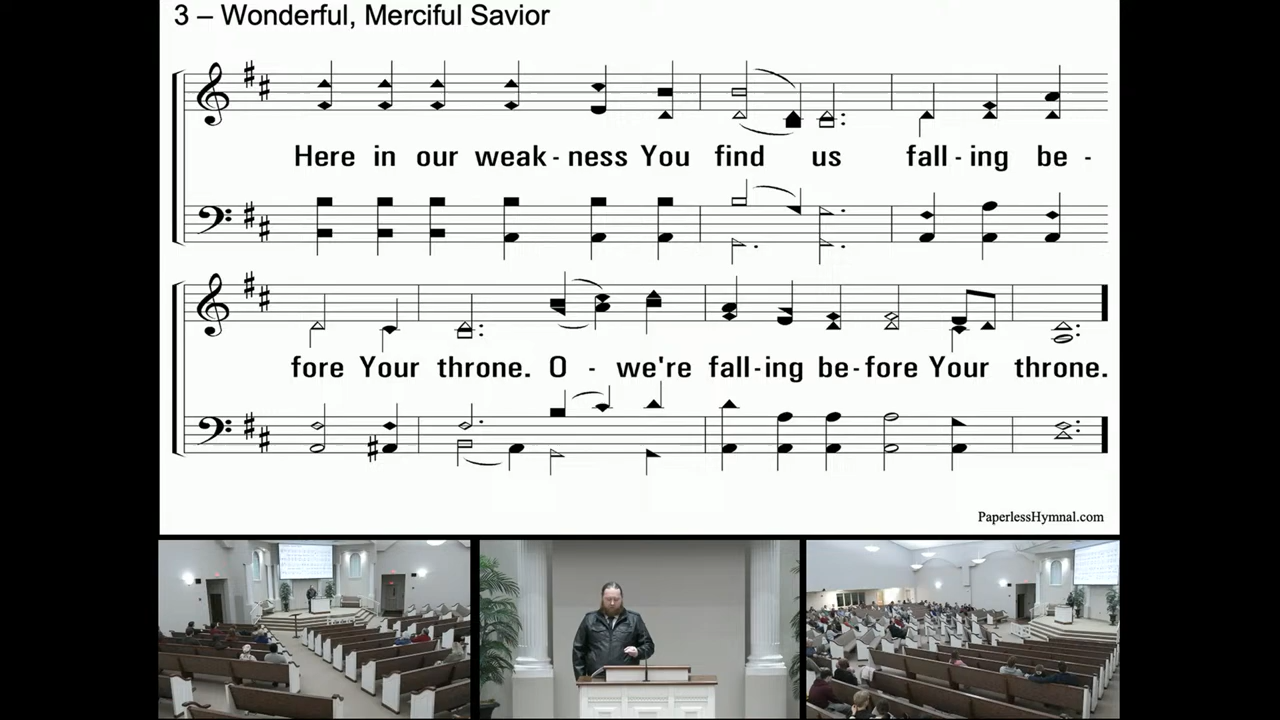 3 – Wonderful, Merciful Savior
Here in our weak - ness You find us fall - ing be -
fore Your throne. O - we're fall - ing be - fore Your throne.
PaperlessHymnal.com